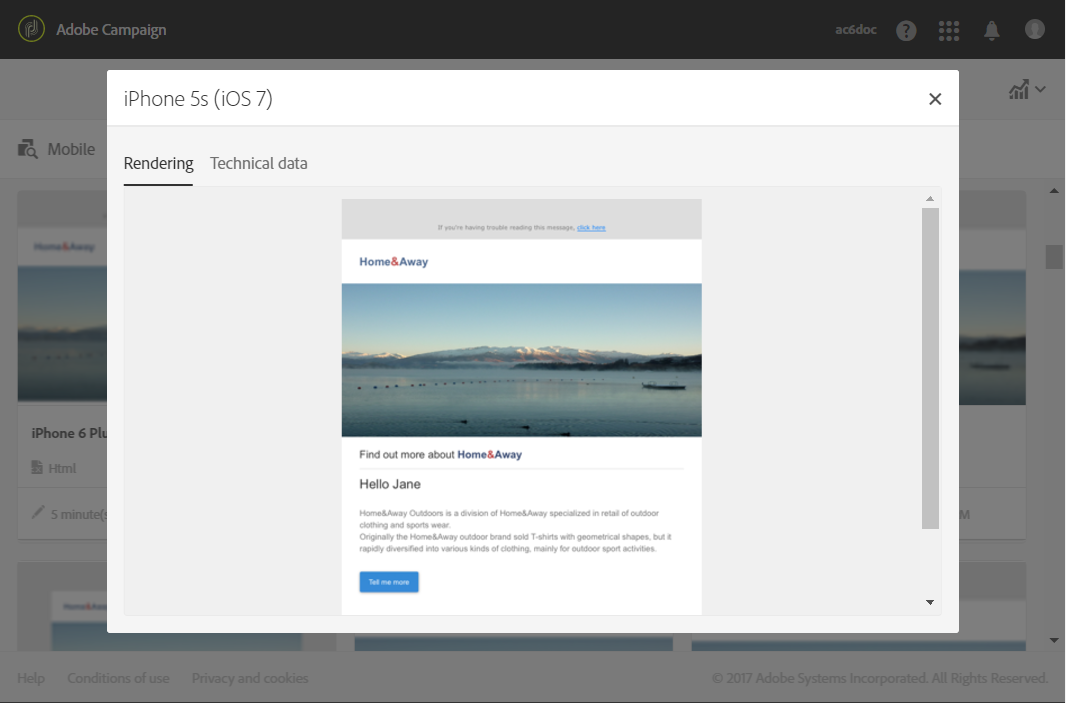 Adobe Campaign
ac6doc
iPhone 5s (iOS 7)
Mobile
Rendering Technical data
If you're having trouble reading this message, click here.
Home&Away
Home&Away
Find out more about Home&Away
Hello Jane
Home&Away Outdoors is a division of Home&Away specialized in retail of outdoor
clothing and sports wear.
Originally the Home&Away outdoor brand sold T-shirts with geometrical shapes, but it
rapidly diversified into various kinds of clothing, mainly for outdoor sport activities.
Tell me more
iPhone 6 Plu
Html
5 minute(s
M
Home&Awa
Help Conditions of use Privacy and cookies
© 2017 Adobe Systems Incorporated. All Rights Reserved.